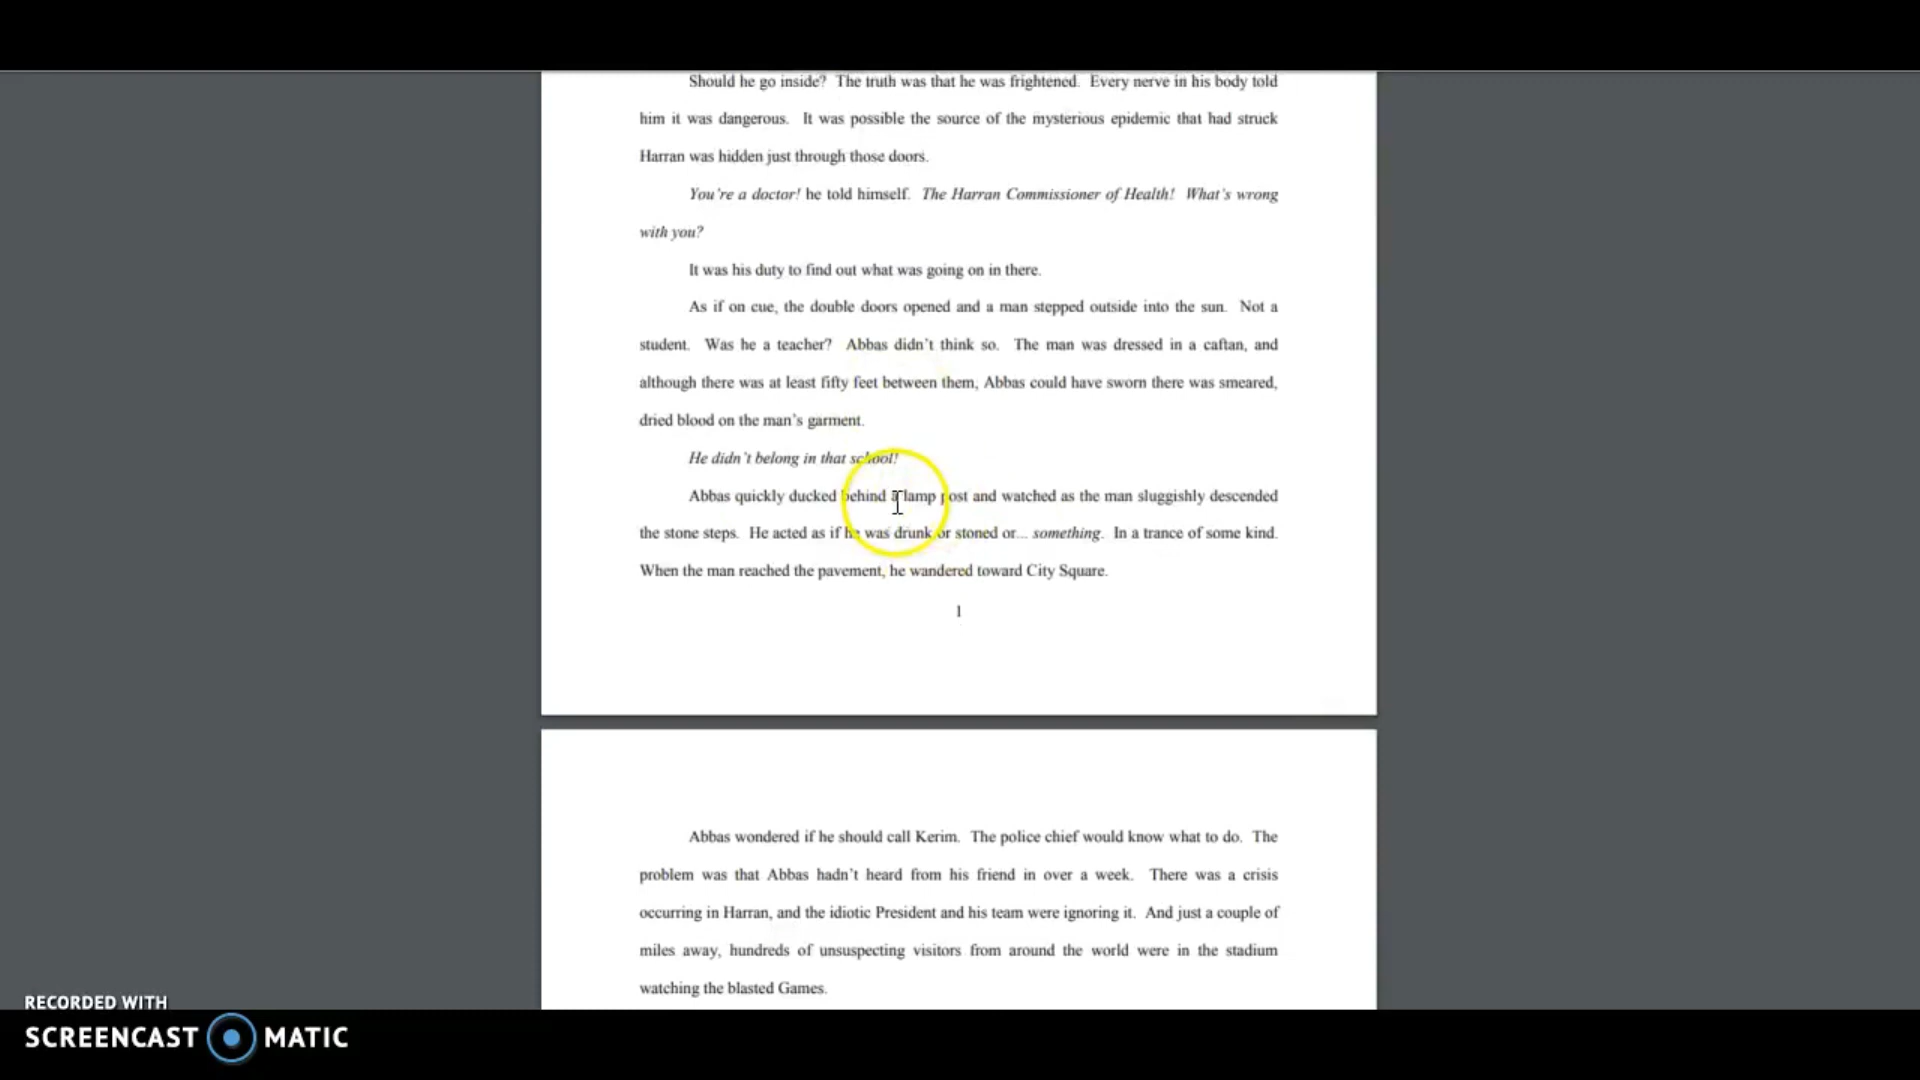 Should he go inside? The truth was that he was frightened. Every nerve in his body told
him it was dangerous. It was possible the source of the mysterious epidemic that had struck
Harran was hidden just through those doors.
You're a doctor! he told himself. The Harran Commissioner of Health! What's wrong
with you?
It was his duty to find out what was going on in there.
As if on cue, the double doors opened and a man stepped outside into the sun. Not a
student. Was he a teacher? Abbas didn't think so. The man was dressed in a caftan, and
although there was at least fifty feet between them, Abbas could have sworn there was smeared,
dried blood on the man's garment.
He didn't belong in that school!
Abbas quickly ducked behind a lamp post and watched as the man sluggishly descended
the stone steps. He acted as if he was drunk or stoned or... something. In a trance of some kind.
When the man reached the pavement, he wandered toward City Square.
1
Abbas wondered if he should call Kerim. The police chief would know what to do. The
problem was that Abbas hadn't heard from his friend in over a week. There was a crisis
occurring in Harran, and the idiotic President and his team were ignoring it. And just a couple of
miles away, hundreds of unsuspecting visitors from around the world were in the stadium
watching the blasted Games.
RECORDED WITH
SCREENCAST MATIC